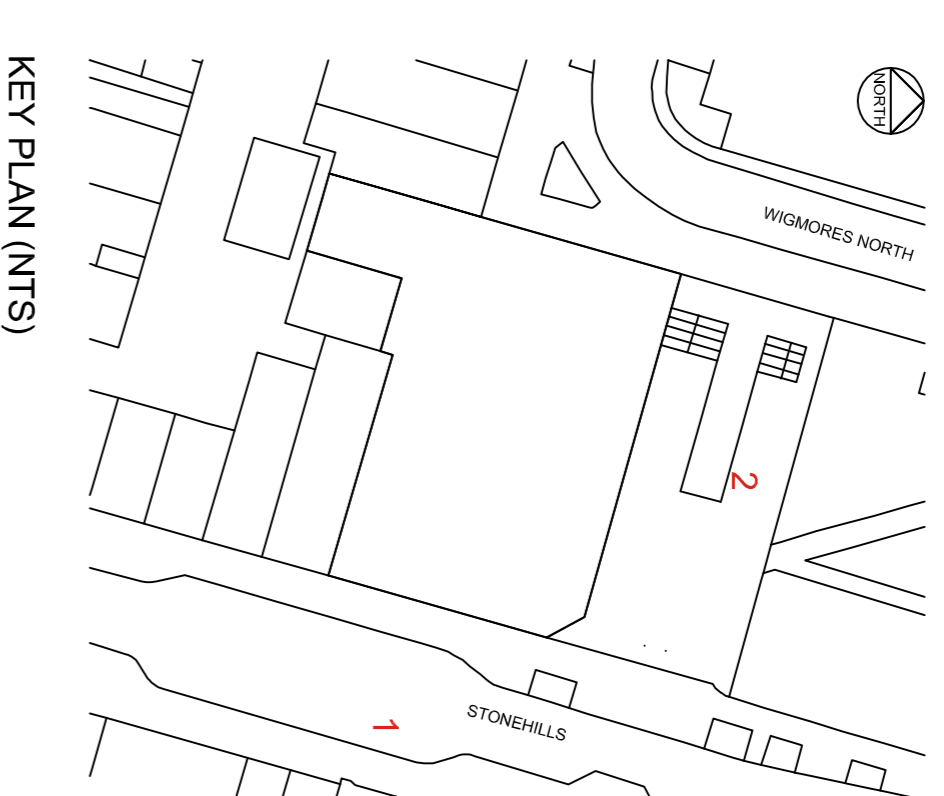 KEY PLAN (NTS)
NORTH
WIGMORES NORTH
2
STONEHILLS
1